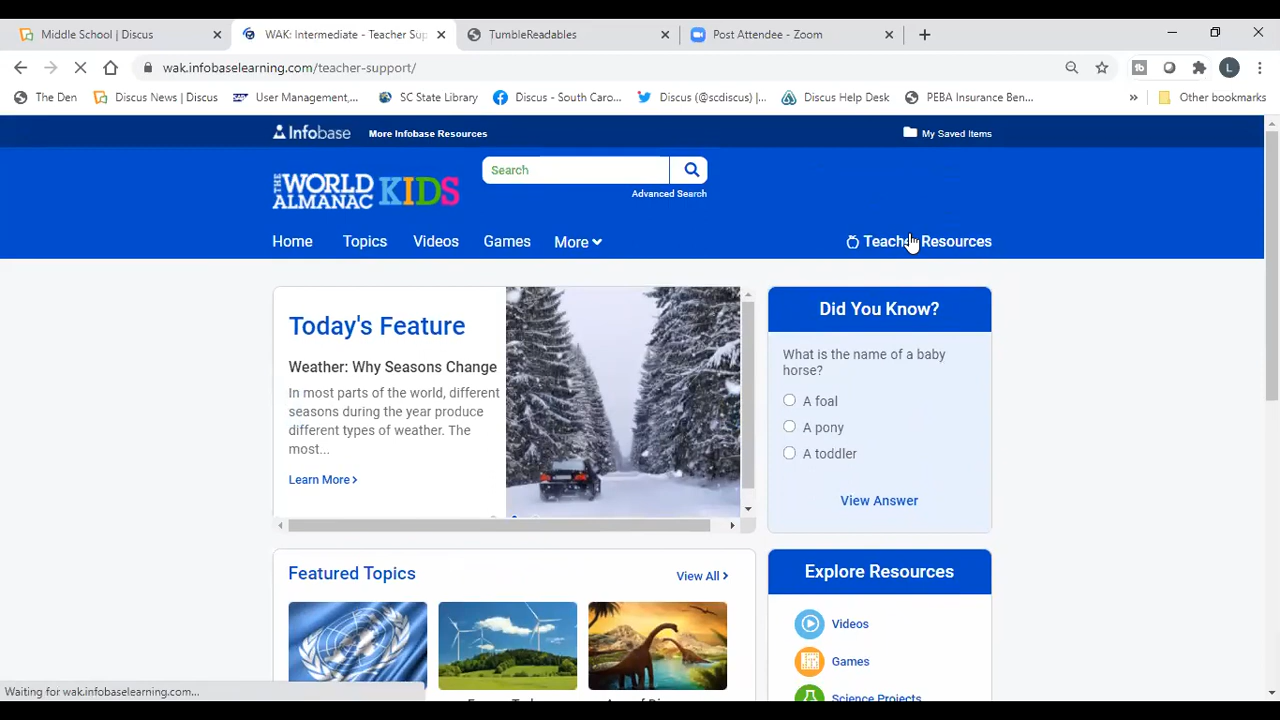 Middle School | Discus
WAK: Intermediate - Teacher Sup
TumbleReadables
Post Attendee - Zoom
wak.infobaselearning.com/teacher-support/
L
The Den
Discus News | Discus
User Management,...
SC State Library
Discus - South Caro...
Discus (@scdiscus) |...
Discus Help Desk
PEBA Insurance Ben...
»
Other bookmarks
Infobase
More Infobase Resources
My Saved Items
THE WORLD ALMANAC KIDS
Search
Advanced Search
Home
Topics
Videos
Games
More
Teacher Resources
Today's Feature
Weather: Why Seasons Change
In most parts of the world, different
seasons during the year produce
different types of weather. The
most...
Learn More
Did You Know?
What is the name of a baby
horse?
A foal
A pony
A toddler
View Answer
Featured Topics
View All
Explore Resources
Videos
Games
Science Projects
Waiting for wak.infobaselearning.com...